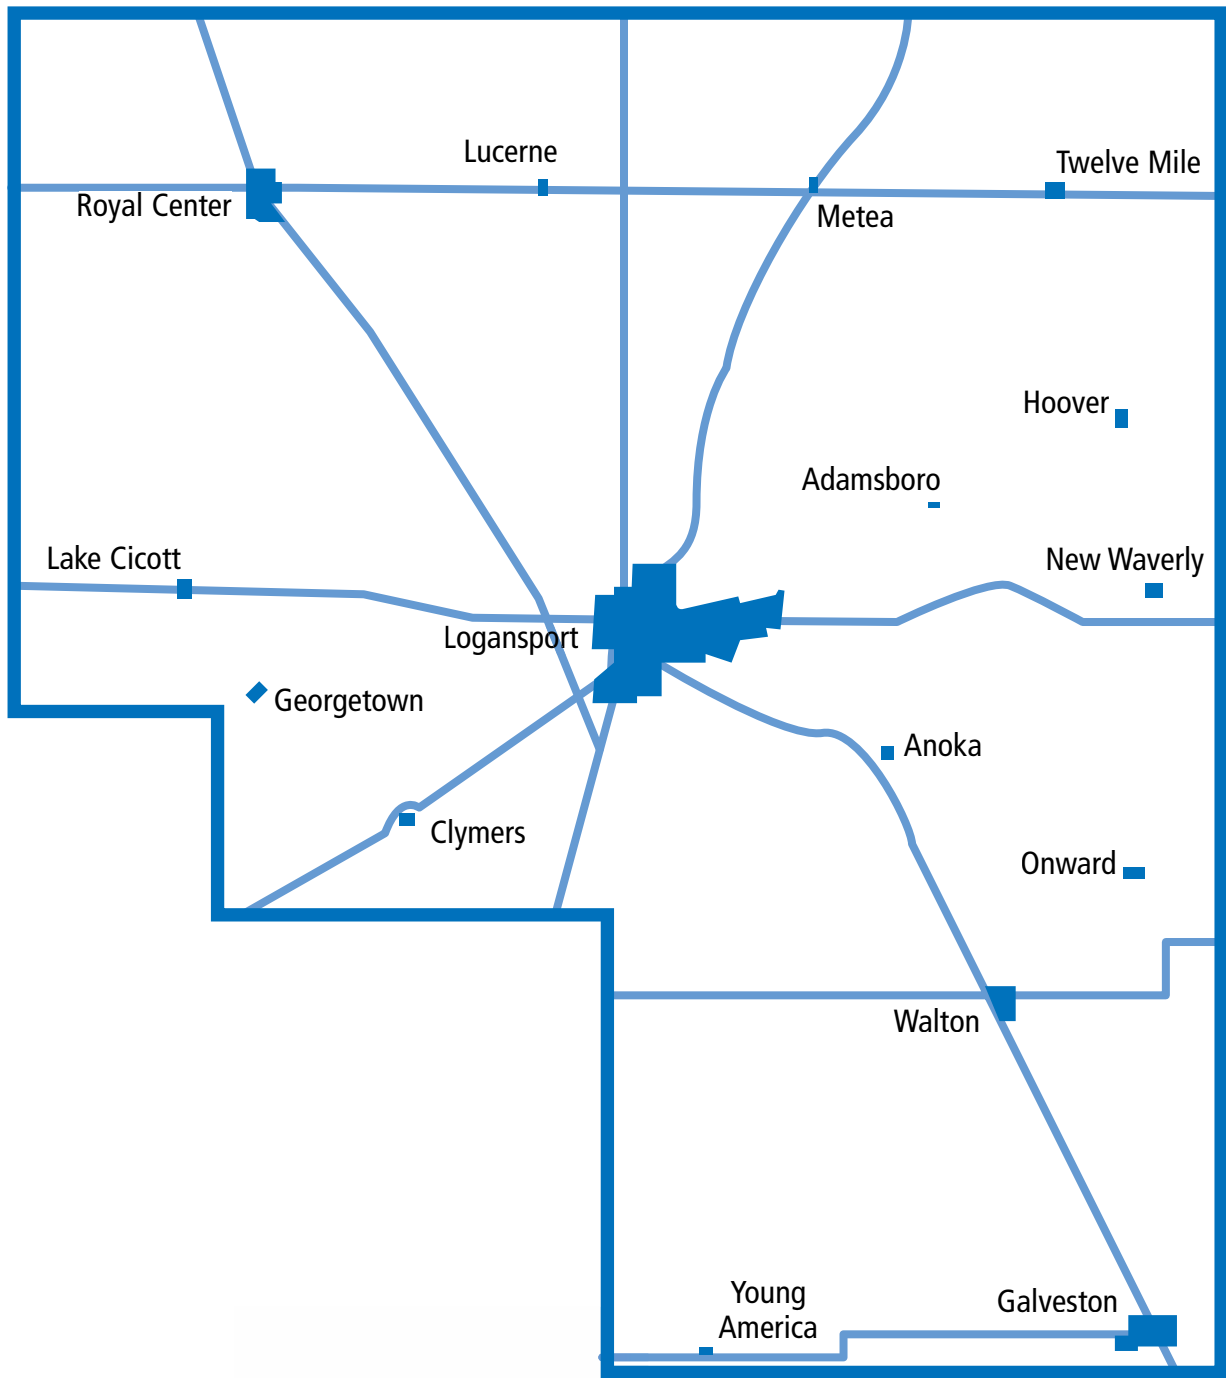 Lucerne
Twelve Mile
Royal Center
Metea
Hoover
Adamsboro
Lake Cicott
New Waverly
Logansport
Georgetown
Anoka
Clymers
Onward
Walton
Young
America
Galveston